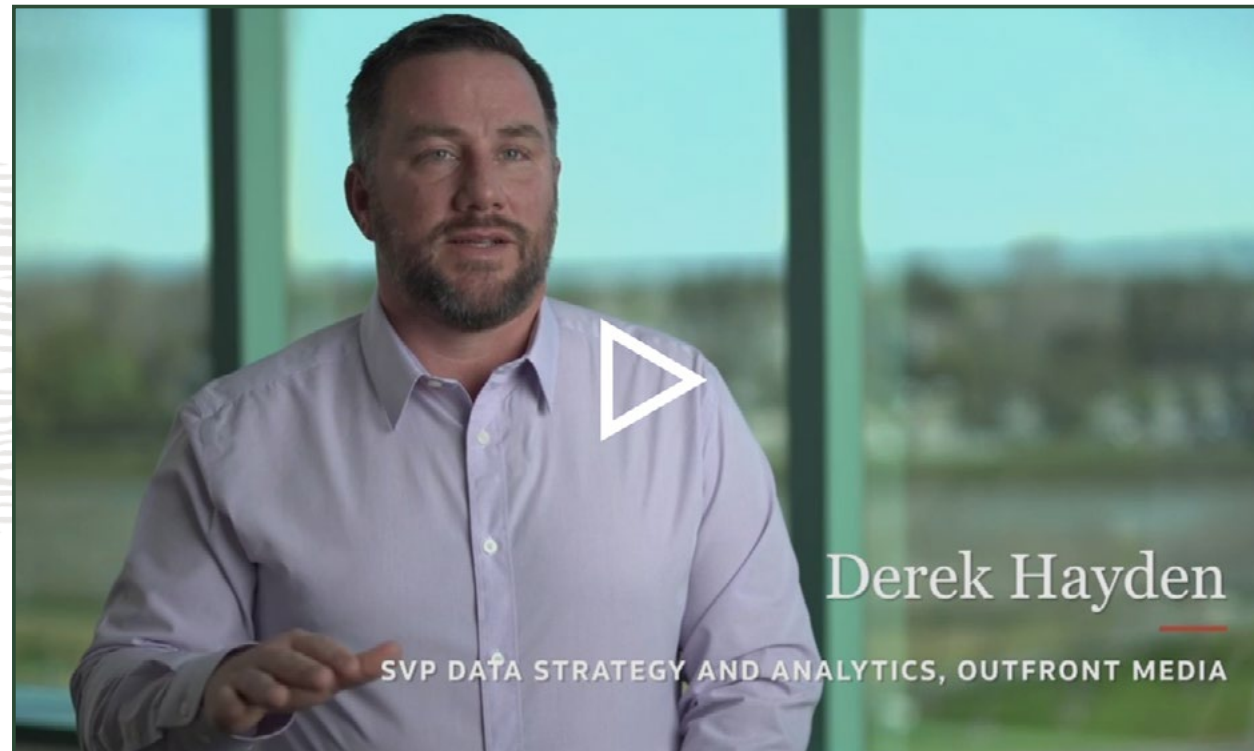 Derek Hayden
SVP DATA STRATEGY AND ANALYTICS, OUTFRONT MEDIA